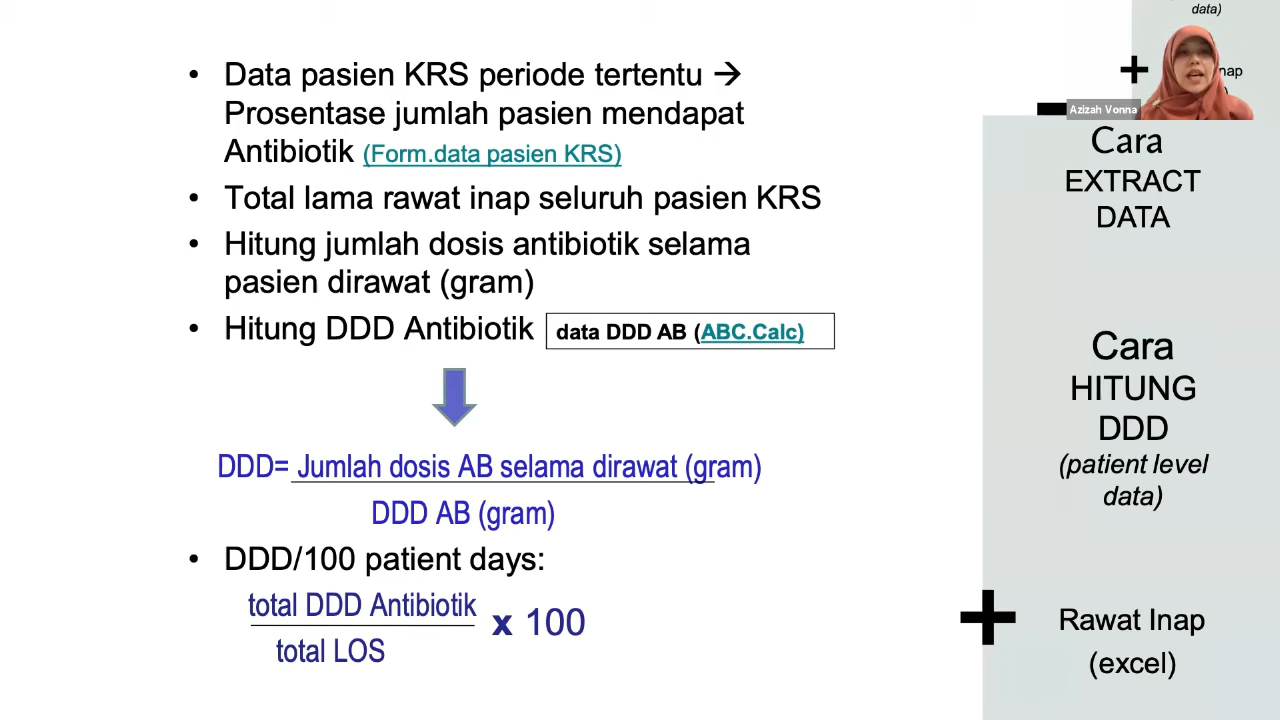 • Data pasien KRS periode tertentu →
Prosentase jumlah pasien mendapat
Antibiotik (Form.data pasien KRS)
• Total lama rawat inap seluruh pasien KRS
• Hitung jumlah dosis antibiotik selama
pasien dirawat (gram)
• Hitung DDD Antibiotik data DDD AB (ABC.Calc)
DDD= Jumlah dosis AB selama dirawat (gram)
DDD AB (gram)
• DDD/100 patient days:
total DDD Antibiotik
x 100
total LOS
data)
+
Azizah Vonna
Cara
EXTRACT
DATA
Cara
HITUNG
DDD
(patient level
data)
+
Rawat Inap
(excel)